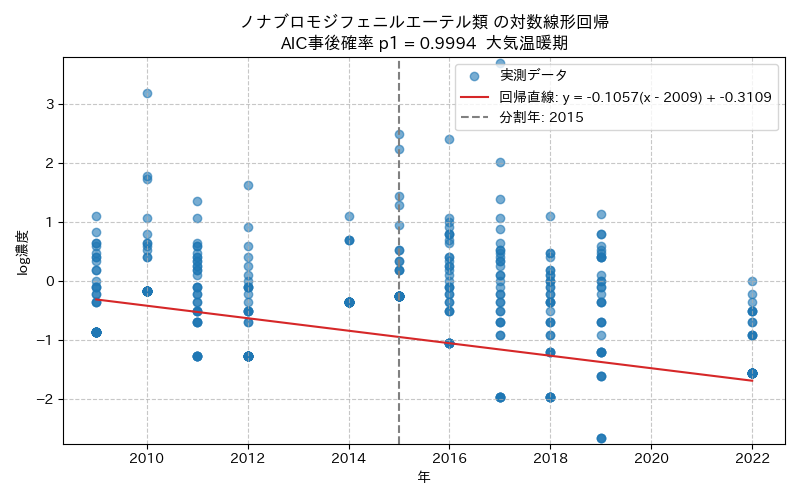 ノナブロモジフェニルエーテル類 の対数線形回帰
AIC事後確率 p1 = 0.9994  大気温暖期
実測データ
回帰直線: y = -0.1057(x - 2009) + -0.3109
分割年: 2015
log濃度
3
2
1
0
−1
−2
2010
2012
2014
2016
2018
2020
2022
年